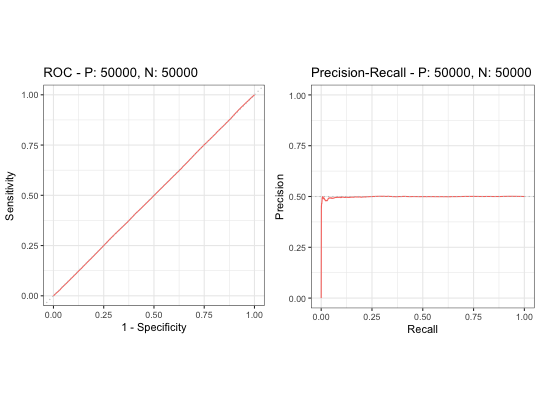 ROC - P: 50000, N: 50000
1.00
0.75
0.50
0.25
0.00
Sensitivity
0.00 0.25 0.50 0.75 1.00
1 - Specificity
Precision-Recall - P: 50000, N: 50000
1.00
0.75
0.50
0.25
0.00
Precision
0.00 0.25 0.50 0.75 1.00
Recall